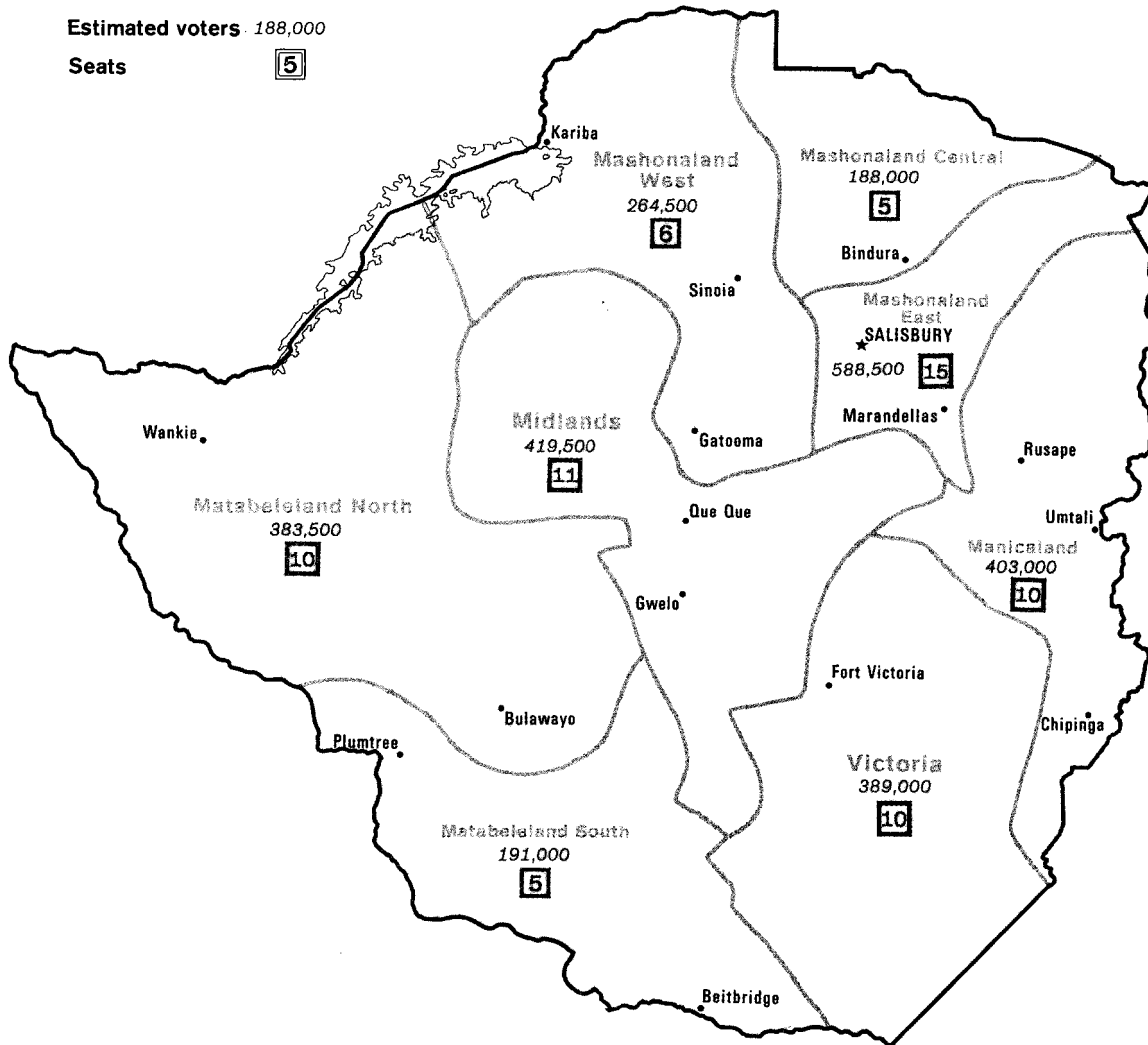 Estimated voters 188,000
Seats 5
Kariba
Mashonaland
West
264,500
6
Mashonaland Central
188,000
5
Bindura
Sinoia
Mashonaland
East
SALISBURY
588,500 15
Marandellas
Wankie
Midlands
419,500
11
Gatooma
Rusape
Matabeleland North
383,500
10
Que Que
Umtali
Manicaland
403,000
10
Gwelo
Fort Victoria
Bulawayo
Chipinga
Plumtree
Victoria
389,000
10
Matabeleland South
191,000
5
Beitbridge